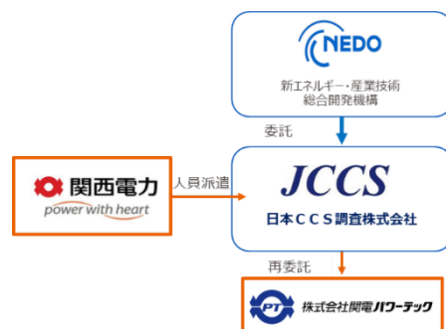 NEDO
新エネルギー・産業技術
総合開発機構
委託
関西電力
power with heart
人員派遣
JCCS
日本CCS調査株式会社
再委託
PT 株式会社関電パワーテック